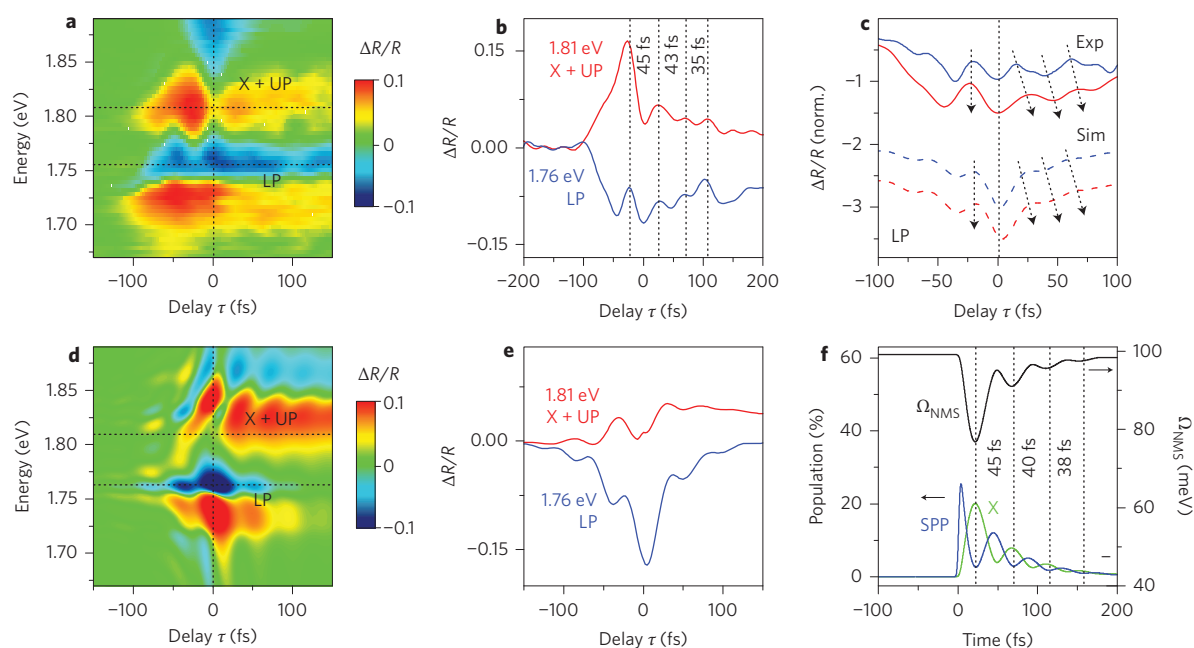 a
Energy (eV)
1.85
1.80
1.75
1.70
X + UP
LP
−100
0
100
Delay τ (fs)
ΔR/R
0.1
0
−0.1
b
ΔR/R
0.15
0.00
−0.15
1.81 eV
X + UP
1.76 eV
LP
45 fs
43 fs
35 fs
−200
−100
0
100
200
Delay τ (fs)
c
ΔR/R (norm.)
−1
−2
−3
Exp
Sim
LP
−100
−50
0
50
100
Delay τ (fs)
d
Energy (eV)
1.85
1.80
1.75
1.70
X + UP
LP
−100
0
100
Delay τ (fs)
ΔR/R
0.1
0
−0.1
e
ΔR/R
0.00
−0.15
1.81 eV
X + UP
1.76 eV
LP
−100
0
100
Delay τ (fs)
f
Population (%)
60
40
20
0
Ω_NMS
SPP
X
45 fs
40 fs
38 fs
100
80
60
40
Ω_NMS (meV)
−100
0
100
200
Time (fs)